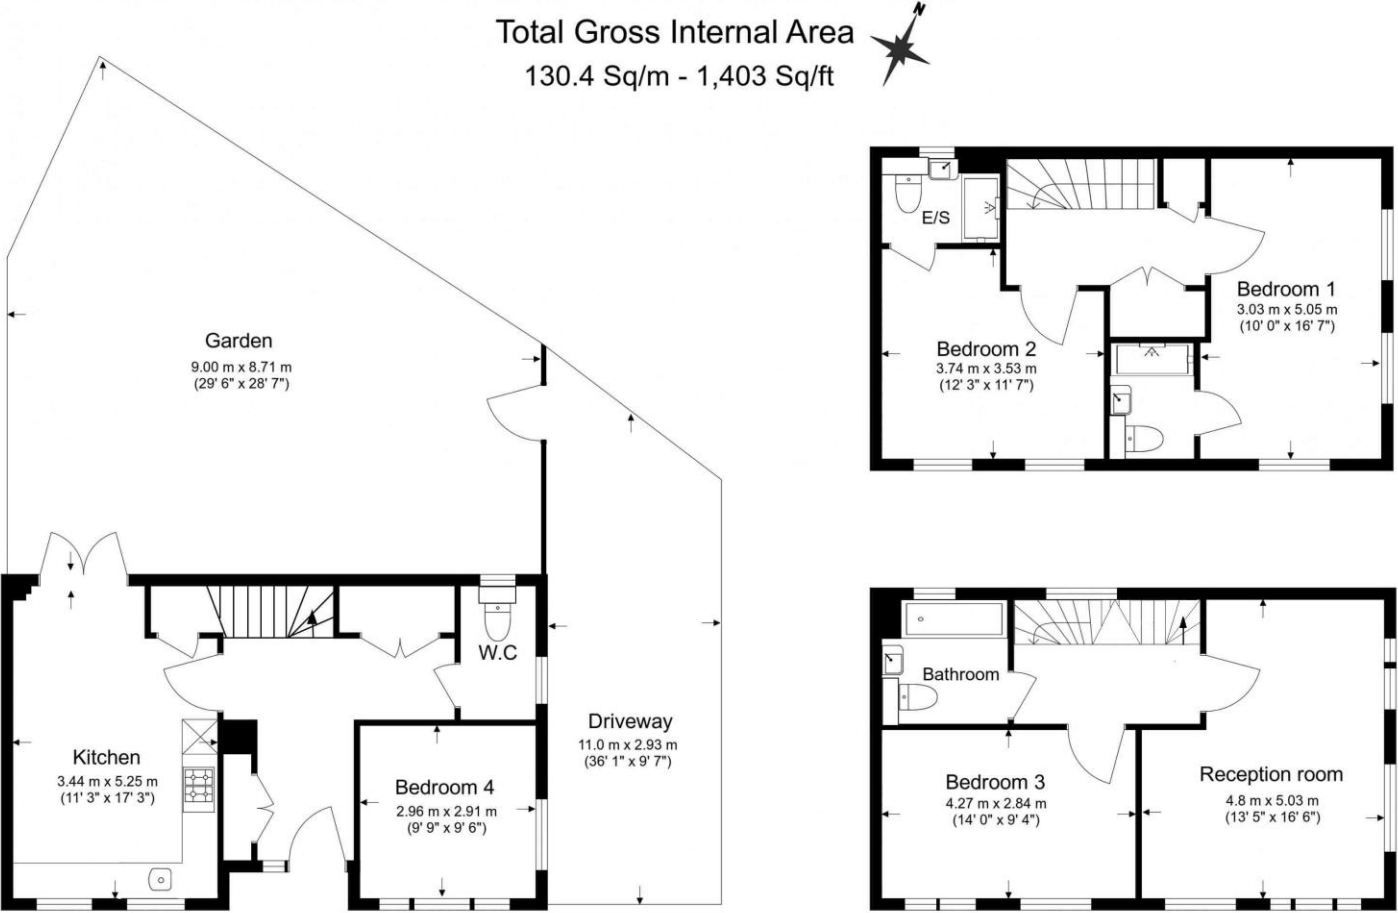 Total Gross Internal Area
130.4 Sq/m - 1,403 Sq/ft
N
E/S
Bedroom 1
3.03 m x 5.05 m
(10' 0" x 16' 7")
Bedroom 2
3.74 m x 3.53 m
(12' 3" x 11' 7")
Garden
9.00 m x 8.71 m
(29' 6" x 28' 7")
W.C
Driveway
11.0 m x 2.93 m
(36' 1" x 9' 7")
Kitchen
3.44 m x 5.25 m
(11' 3" x 17' 3")
Bedroom 4
2.96 m x 2.91 m
(9' 9" x 9' 6")
Bathroom
Bedroom 3
4.27 m x 2.84 m
(14' 0" x 9' 4")
Reception room
4.8 m x 5.03 m
(13' 5" x 16' 6")